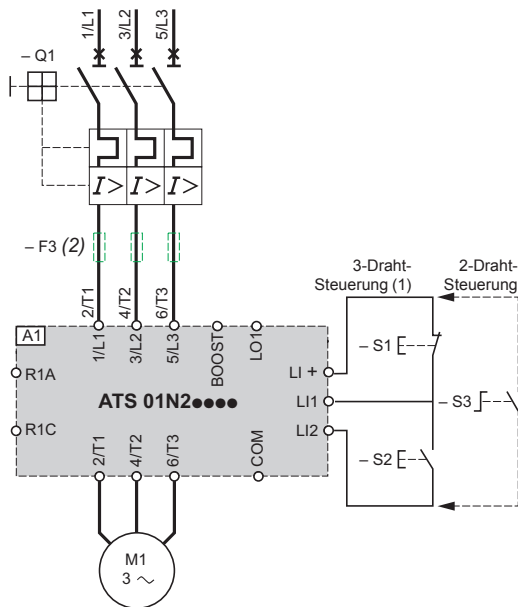 1/L1
3/L2
5/L3
– Q1
I>
I>
I>
– F3 (2)
2/T1
4/T2
6/T3
3-Draht-
Steuerung (1)
2-Draht-
Steuerung
A1
1/L1
3/L2
5/L3
BOOST
LO1
R1A
LI +
– S1
ATS 01N2●●●●
LI1
– S3
R1C
LI2
– S2
2/T1
4/T2
6/T3
COM
M1
3 ~